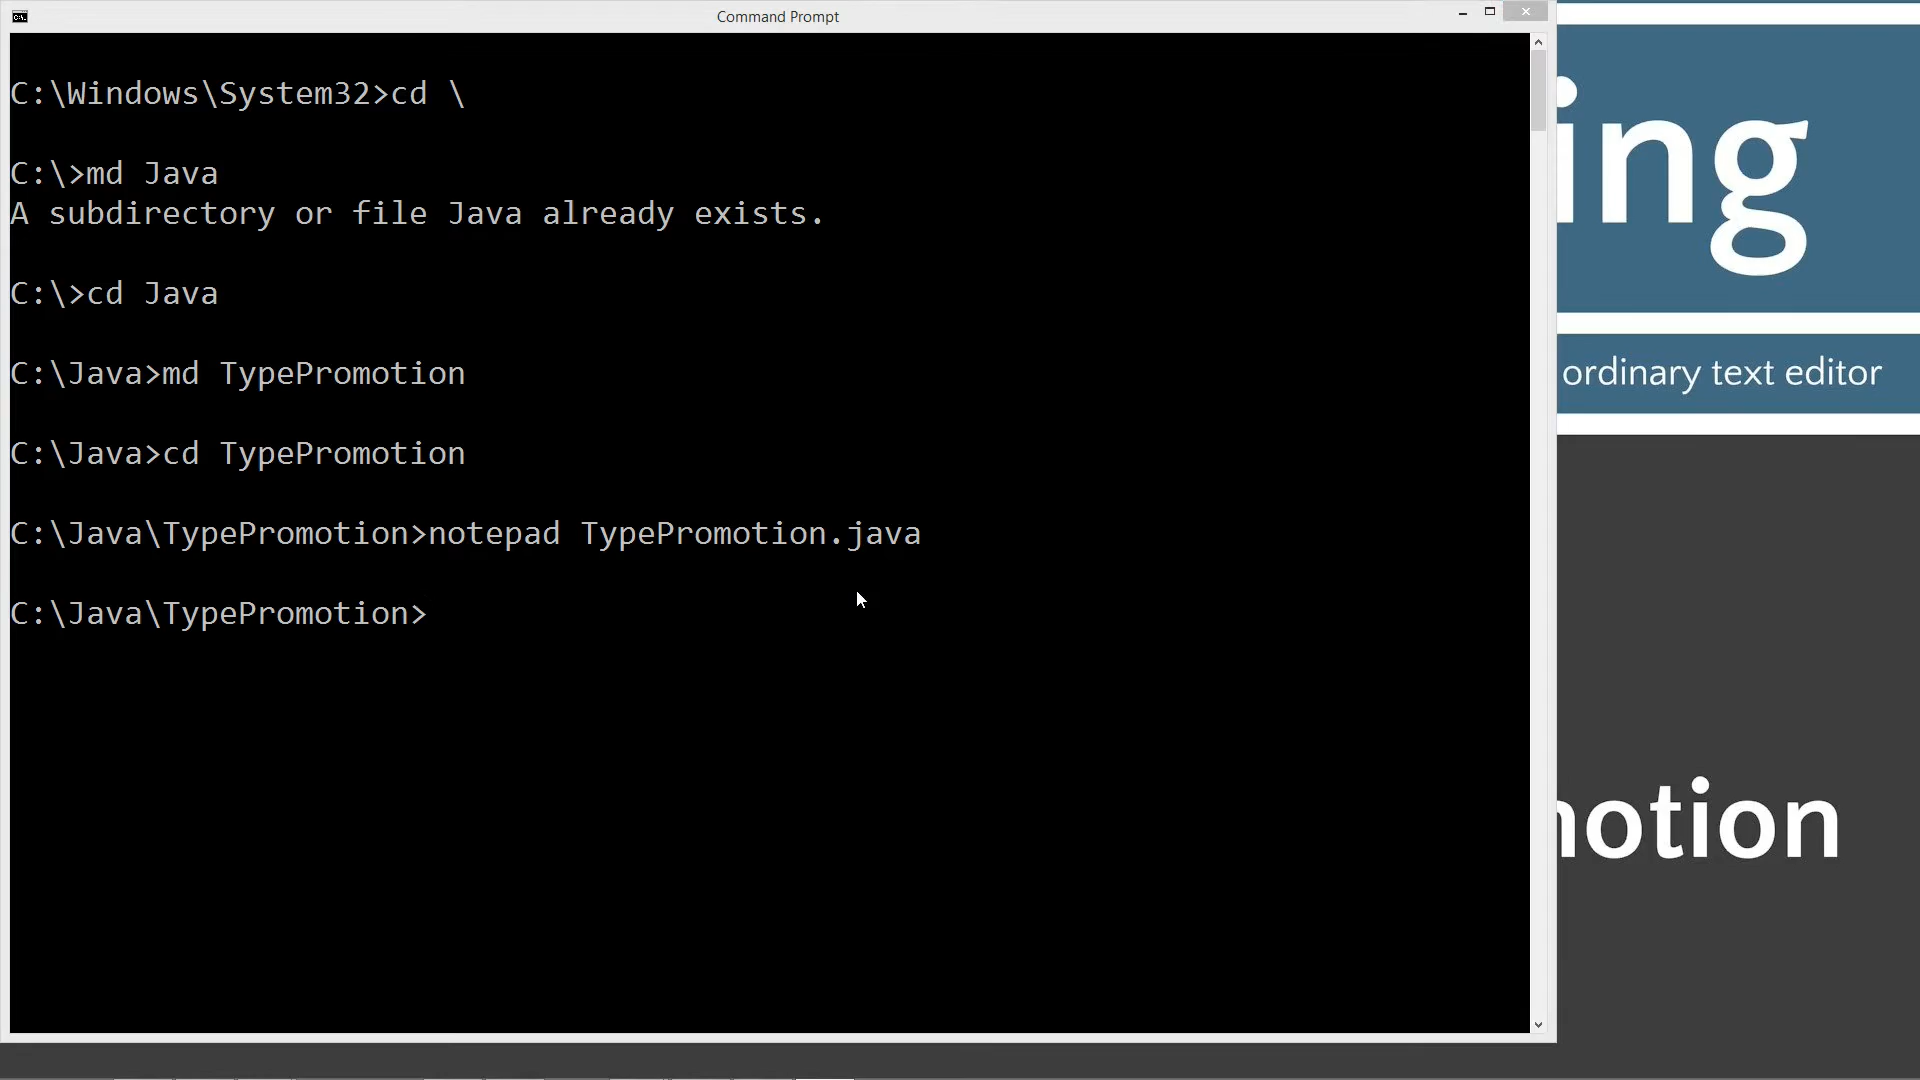 Command Prompt
C:\Windows\System32>cd \
C:\>md Java
A subdirectory or file Java already exists.
C:\>cd Java
C:\Java>md TypePromotion
C:\Java>cd TypePromotion
C:\Java\TypePromotion>notepad TypePromotion.java
C:\Java\TypePromotion>
ing
ordinary text editor
notion